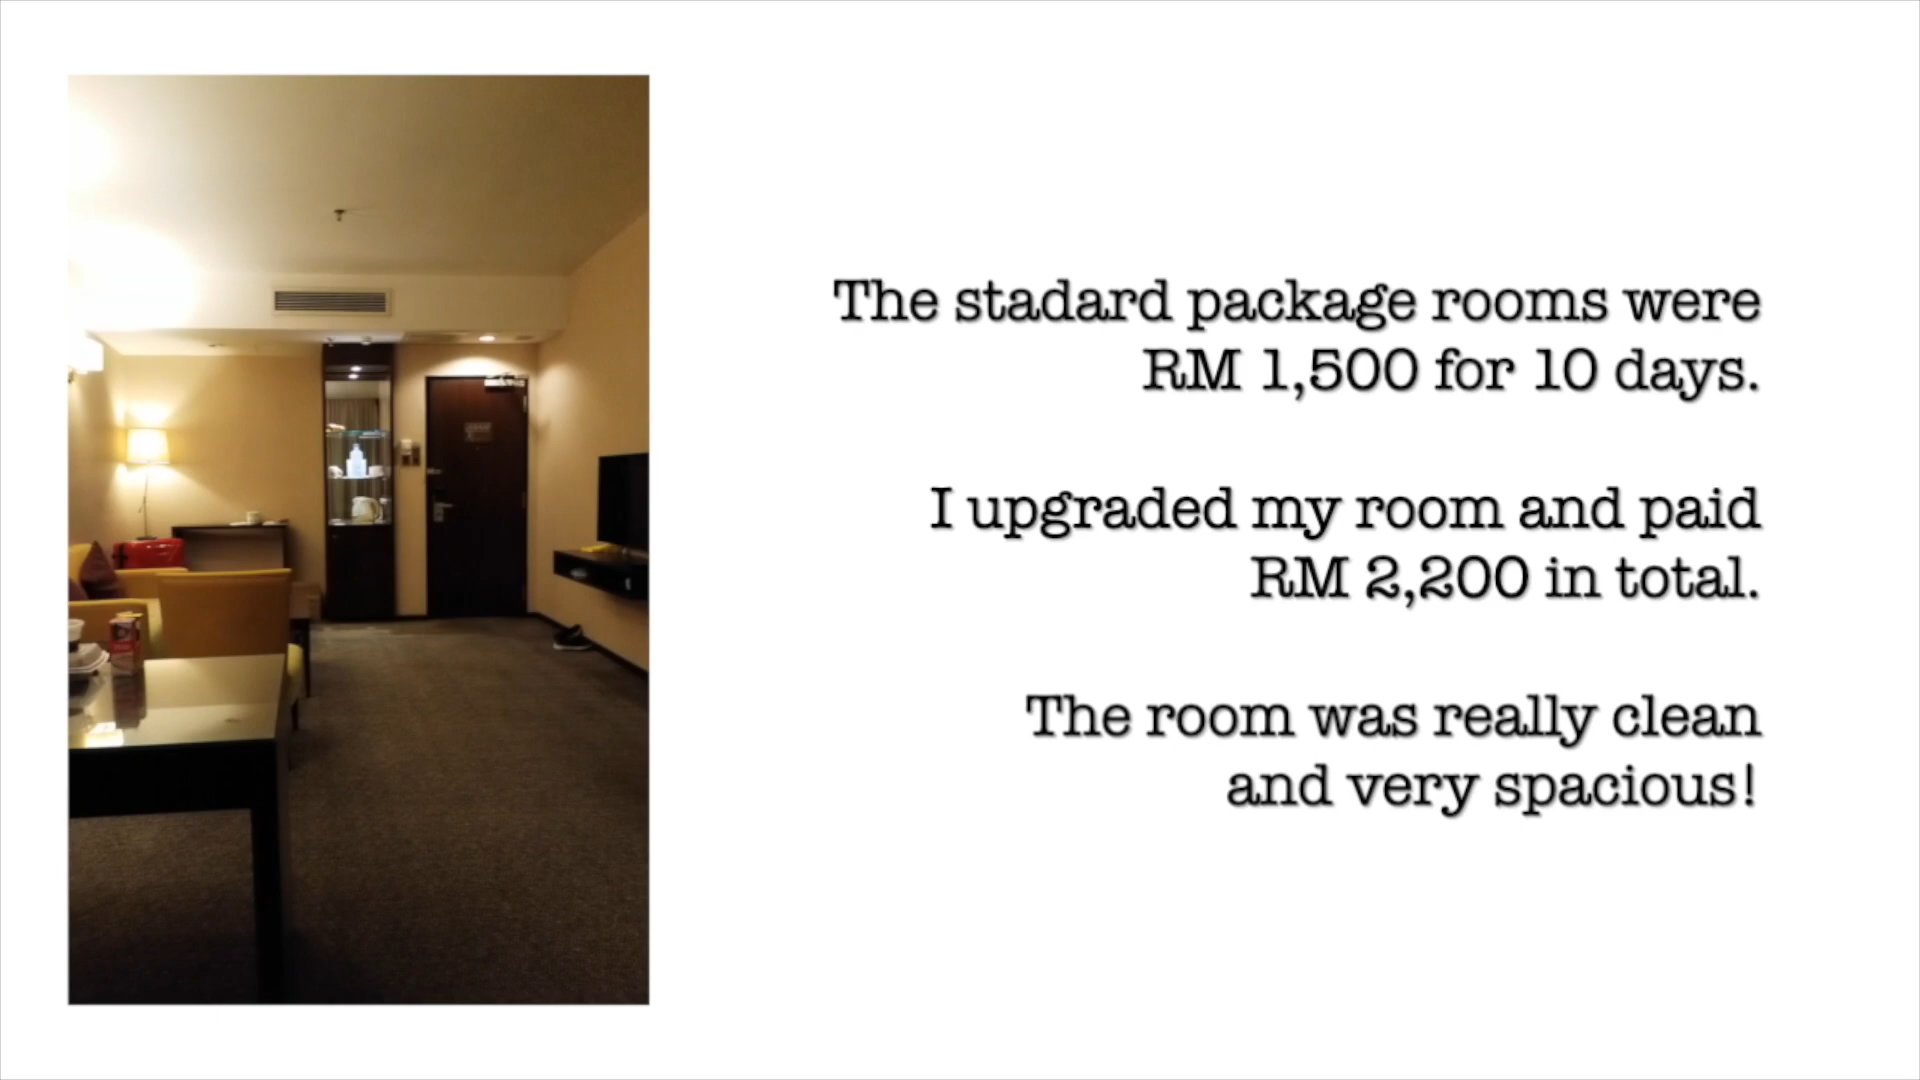 The stadard package rooms were
RM 1,500 for 10 days.
I upgraded my room and paid
RM 2,200 in total.
The room was really clean
and very spacious!